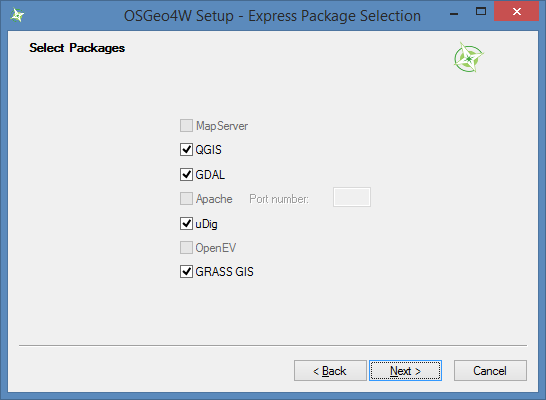 OSGeo4W Setup - Express Package Selection
Select Packages
MapServer
QGIS
GDAL
Apache Port number:
uDig
OpenEV
GRASS GIS
< Back Next > Cancel